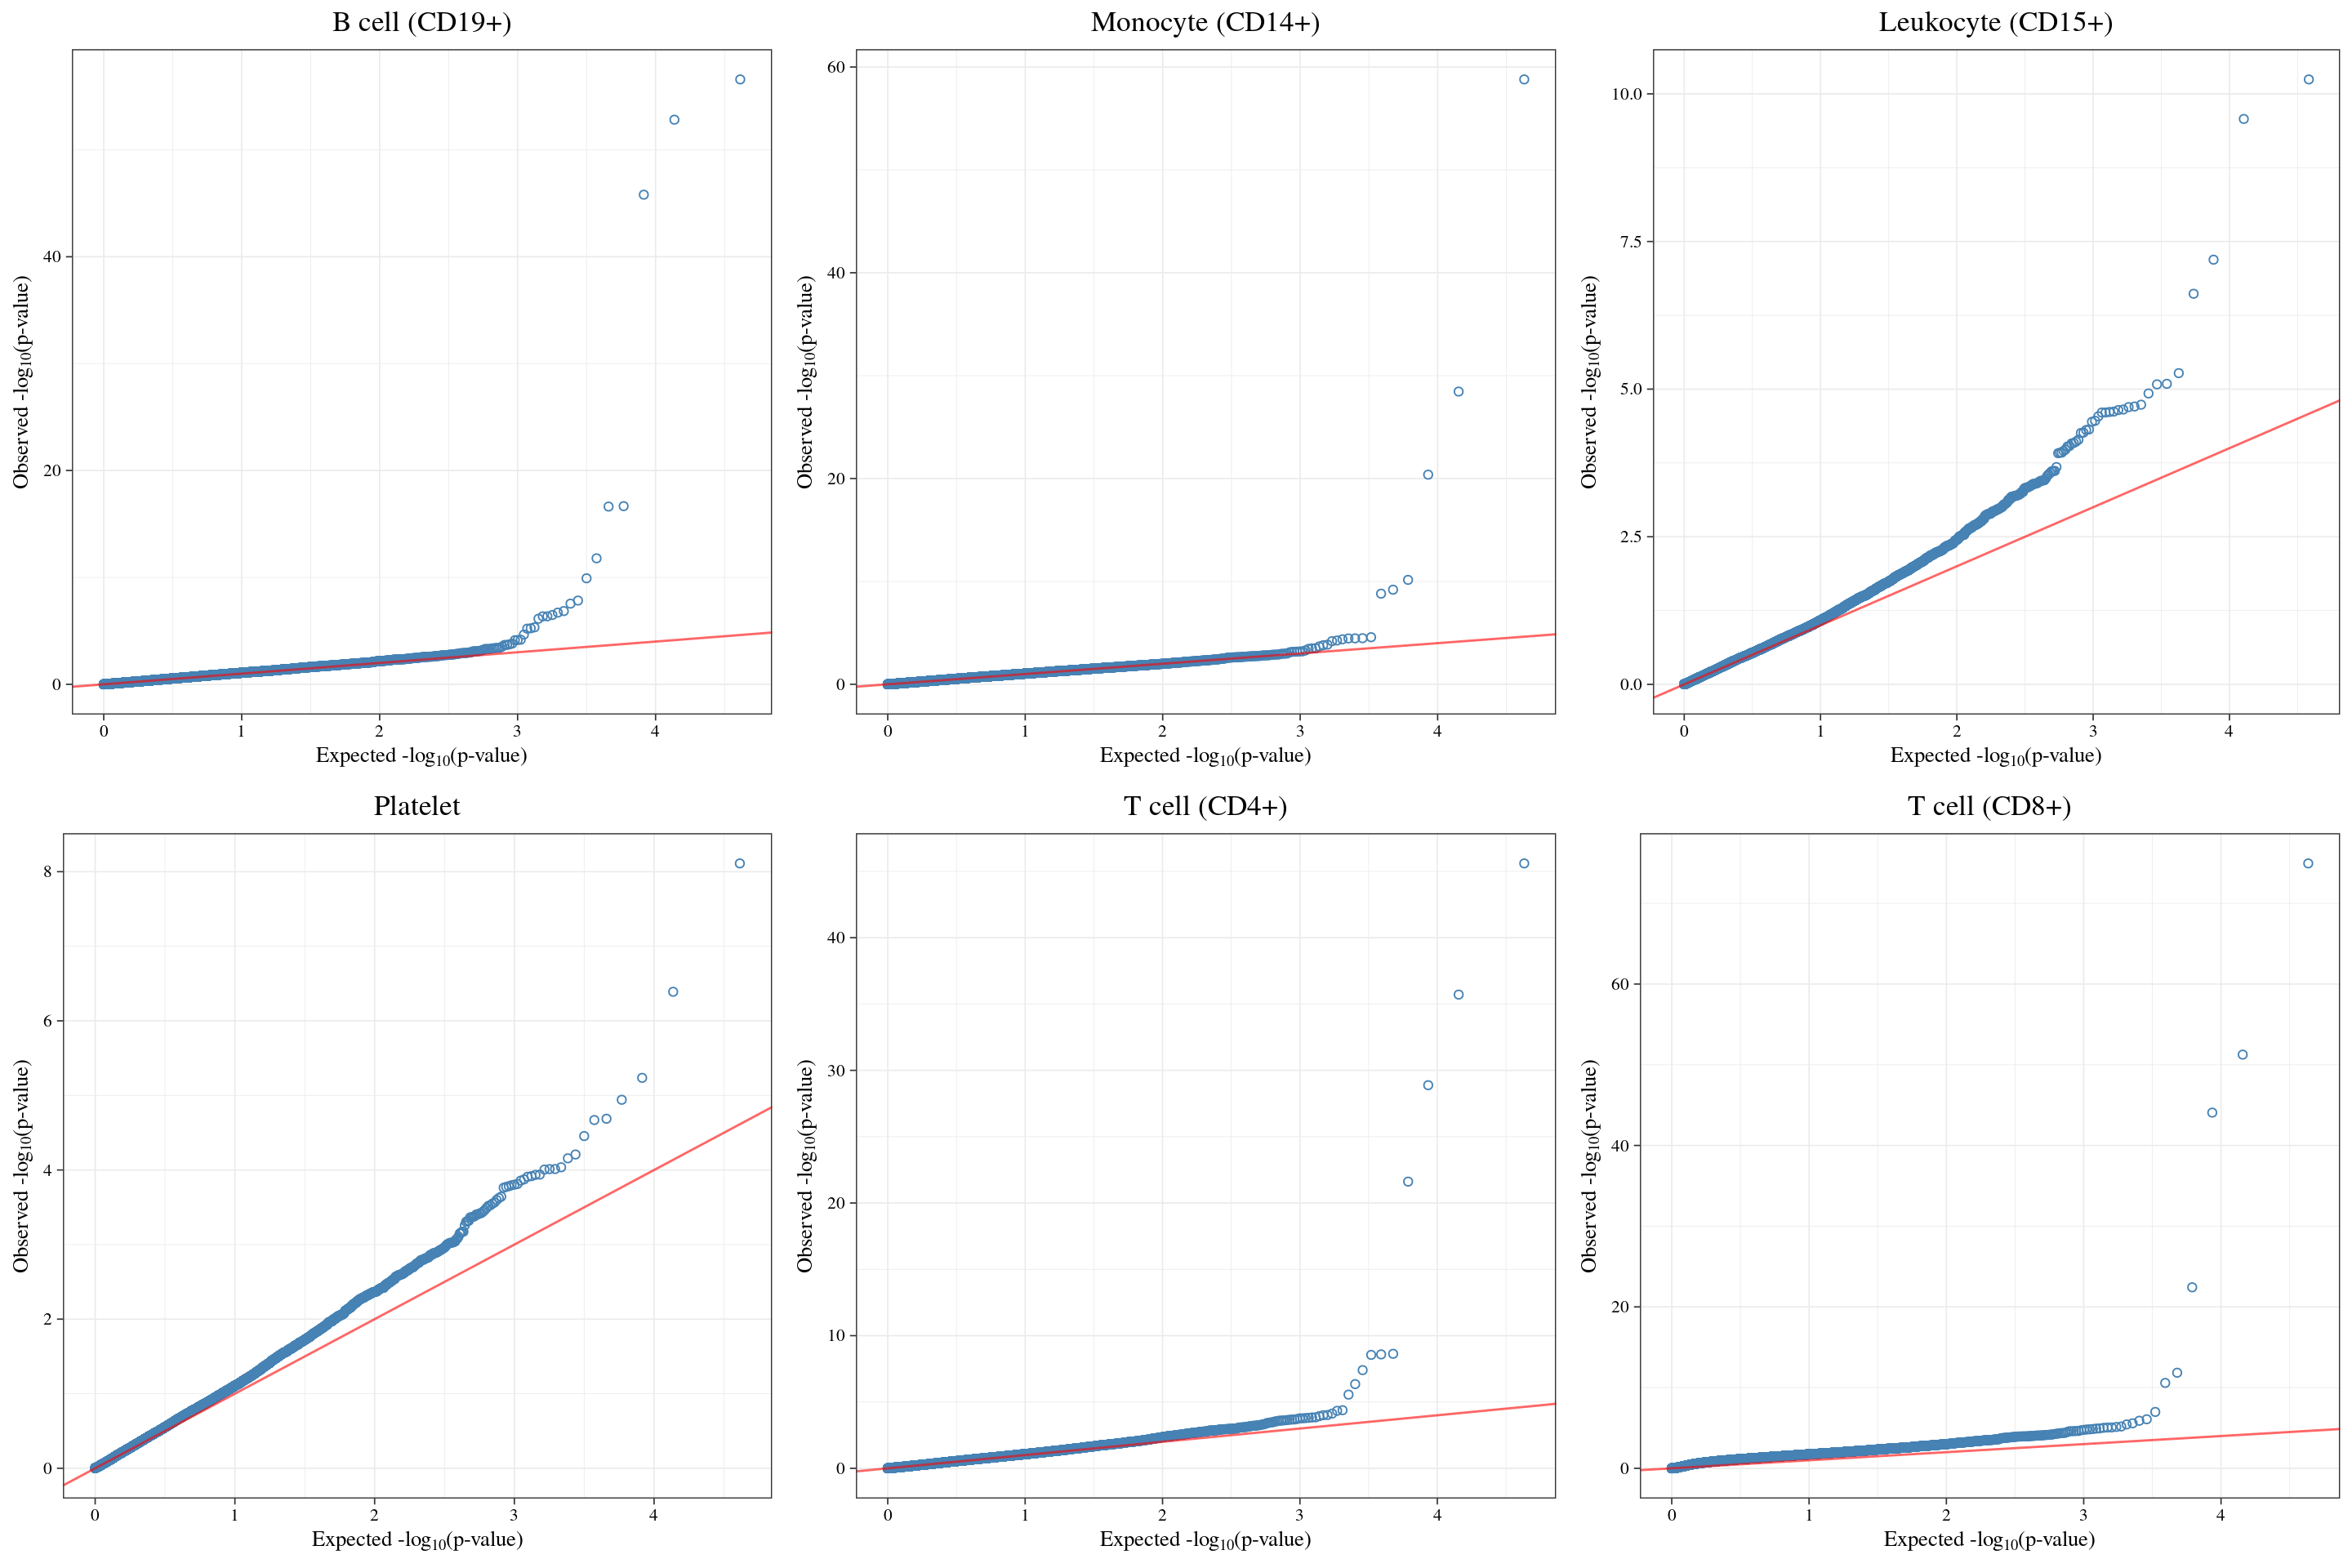 B cell (CD19+)
Observed -log10(p-value)
40
20
0
0 1 2 3 4
Expected -log10(p-value)
Monocyte (CD14+)
Observed -log10(p-value)
60
40
20
0
0 1 2 3 4
Expected -log10(p-value)
Leukocyte (CD15+)
Observed -log10(p-value)
10.0
7.5
5.0
2.5
0.0
0 1 2 3 4
Expected -log10(p-value)
Platelet
Observed -log10(p-value)
8
6
4
2
0
0 1 2 3 4
Expected -log10(p-value)
T cell (CD4+)
Observed -log10(p-value)
40
30
20
10
0
0 1 2 3 4
Expected -log10(p-value)
T cell (CD8+)
Observed -log10(p-value)
60
40
20
0
0 1 2 3 4
Expected -log10(p-value)